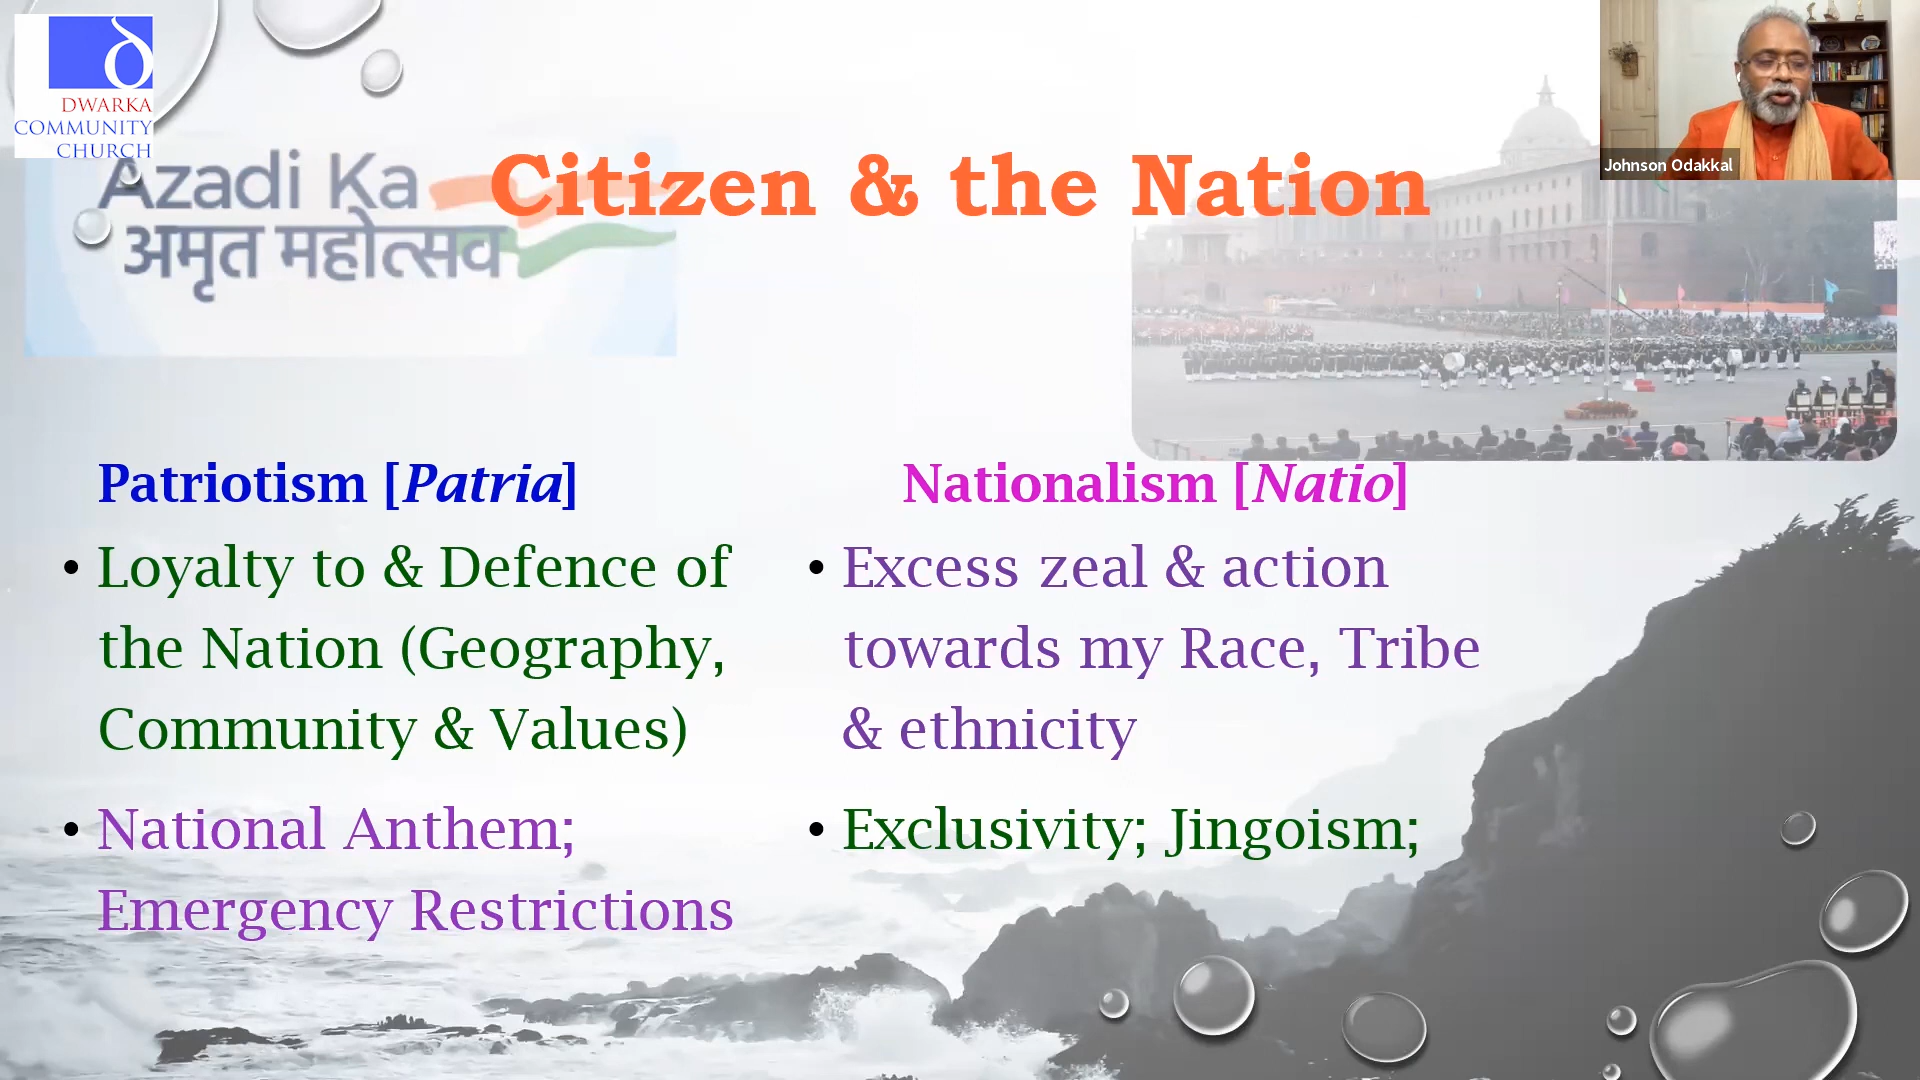 DWARKA
COMMUNITY
CHURCH
Azadi Ka
अमृत महोत्सव
Citizen & the Nation
Johnson Odakkal
Patriotism [Patria]
• Loyalty to & Defence of
the Nation (Geography,
Community & Values)
• National Anthem;
Emergency Restrictions
Nationalism [Natio]
• Excess zeal & action
towards my Race, Tribe
& ethnicity
• Exclusivity; Jingoism;